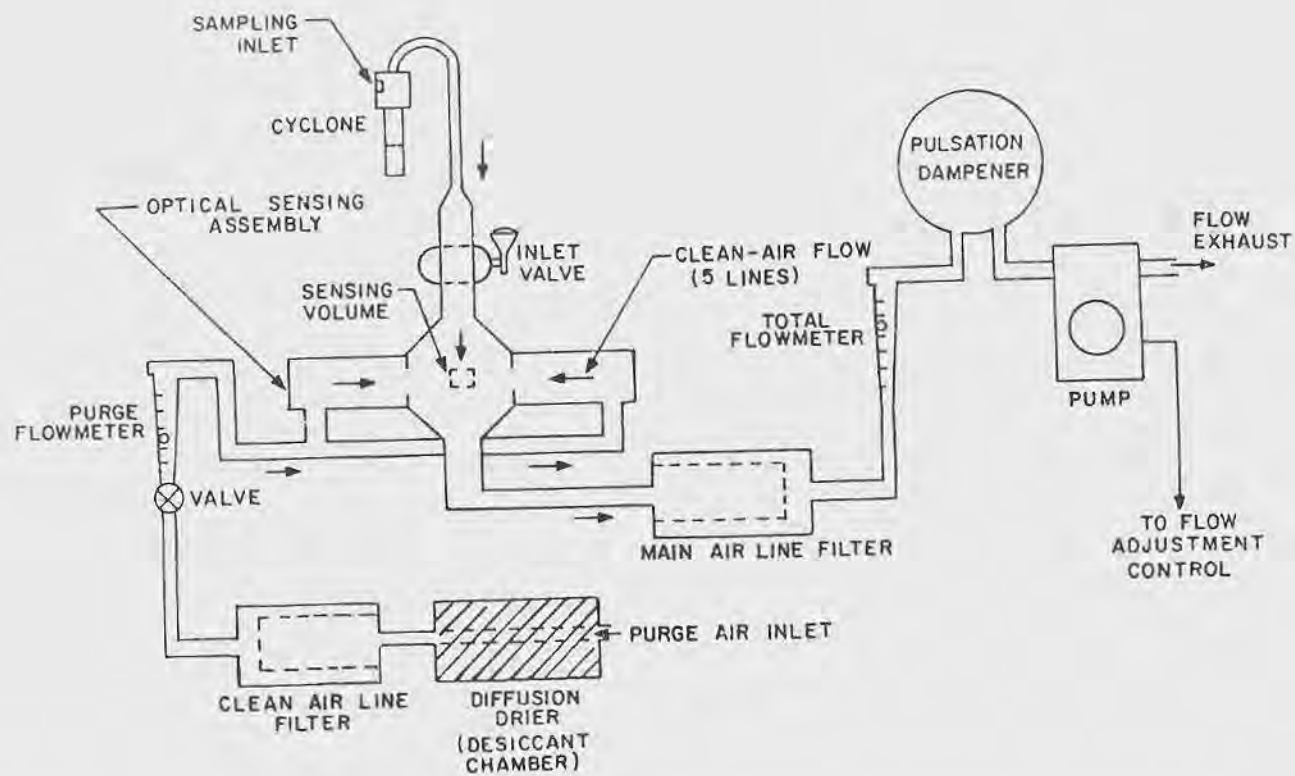 SAMPLING
INLET
CYCLONE
OPTICAL SENSING
ASSEMBLY
INLET
VALVE
SENSING
VOLUME
CLEAN-AIR FLOW
(5 LINES)
PULSATION
DAMPENER
FLOW
EXHAUST
TOTAL
FLOWMETER
PUMP
PURGE
FLOWMETER
VALVE
MAIN AIR LINE FILTER
TO FLOW
ADJUSTMENT
CONTROL
PURGE AIR INLET
CLEAN AIR LINE
FILTER
DIFFUSION
DRIER
(DESICCANT
CHAMBER)